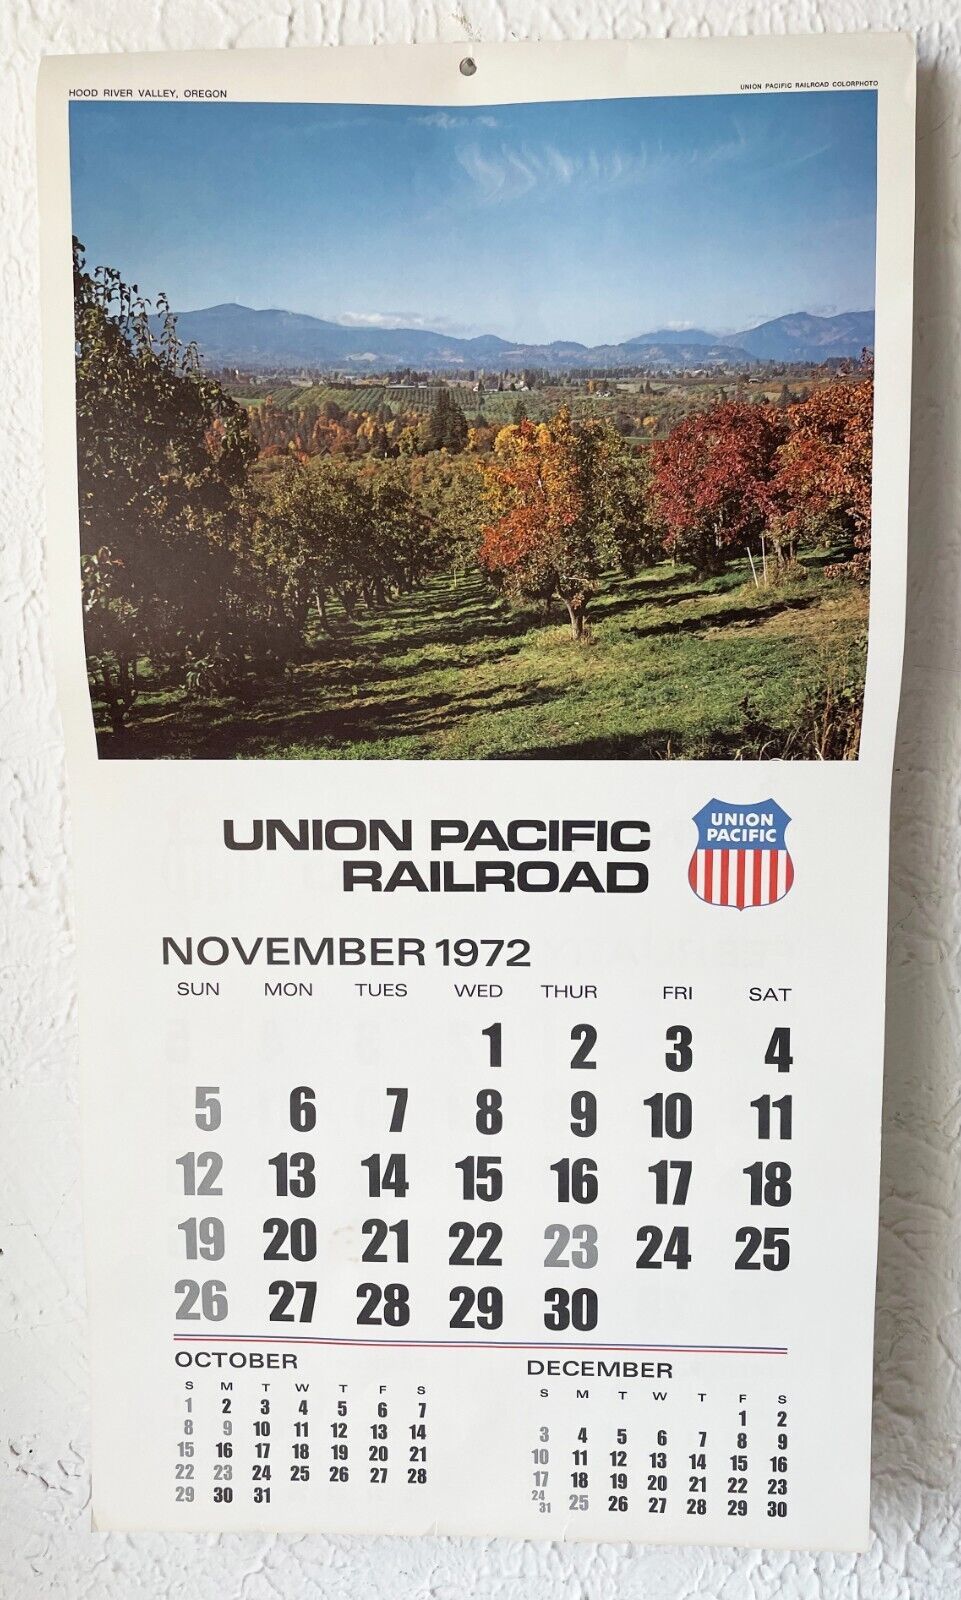 HOOD RIVER VALLEY, OREGON
UNION PACIFIC RAILROAD COLORPHOTO
UNION PACIFIC
RAILROAD
UNION
PACIFIC
NOVEMBER 1972
SUN MON TUES WED THUR FRI SAT
1 2 3 4
5 6 7 8 9 10 11
12 13 14 15 16 17 18
19 20 21 22 23 24 25
26 27 28 29 30
OCTOBER
S M T W T F S
1 2 3 4 5 6 7
8 9 10 11 12 13 14
15 16 17 18 19 20 21
22 23 24 25 26 27 28
29 30 31
DECEMBER
S M T W T F S
1 2
3 4 5 6 7 8 9
10 11 12 13 14 15 16
17 18 19 20 21 22 23
24/31 25 26 27 28 29 30